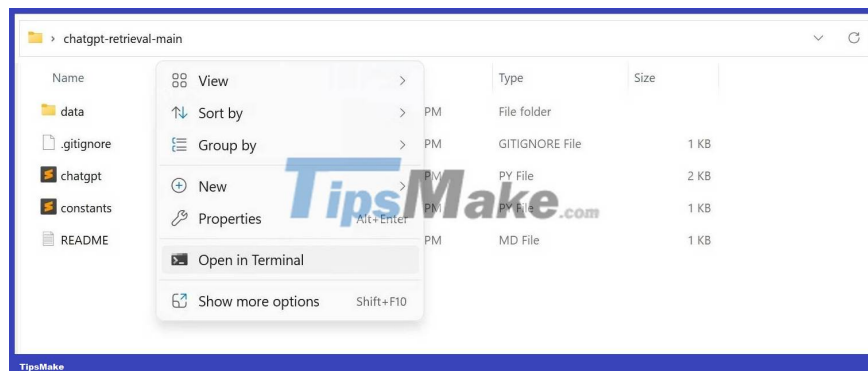 chatgpt-retrieval-main
Name Type Size
View
data PM File folder
Sort by
.gitignore PM GITIGNORE File 1 KB
Group by
chatgpt PM PY File 2 KB
New
constants PM PY File 1 KB
Properties Alt+Enter
TipsMake.com
README PM MD File 1 KB
Open in Terminal
Show more options Shift+F10
TipsMake